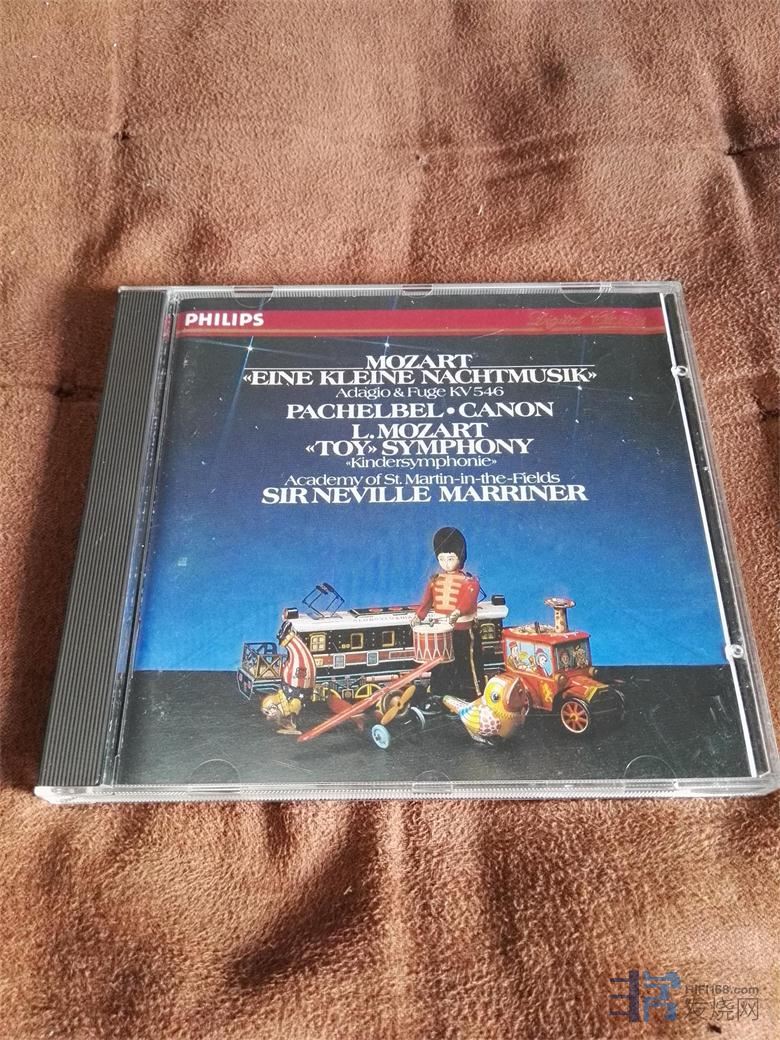 PHILIPS
Digital Classics
MOZART
«EINE KLEINE NACHTMUSIK»
Adagio & Fuge KV 546
PACHELBEL • CANON
L. MOZART
«TOY» SYMPHONY
«Kindersymphonie»
Academy of St. Martin-in-the-Fields
SIR NEVILLE MARRINER
HIFI168.com
发烧网